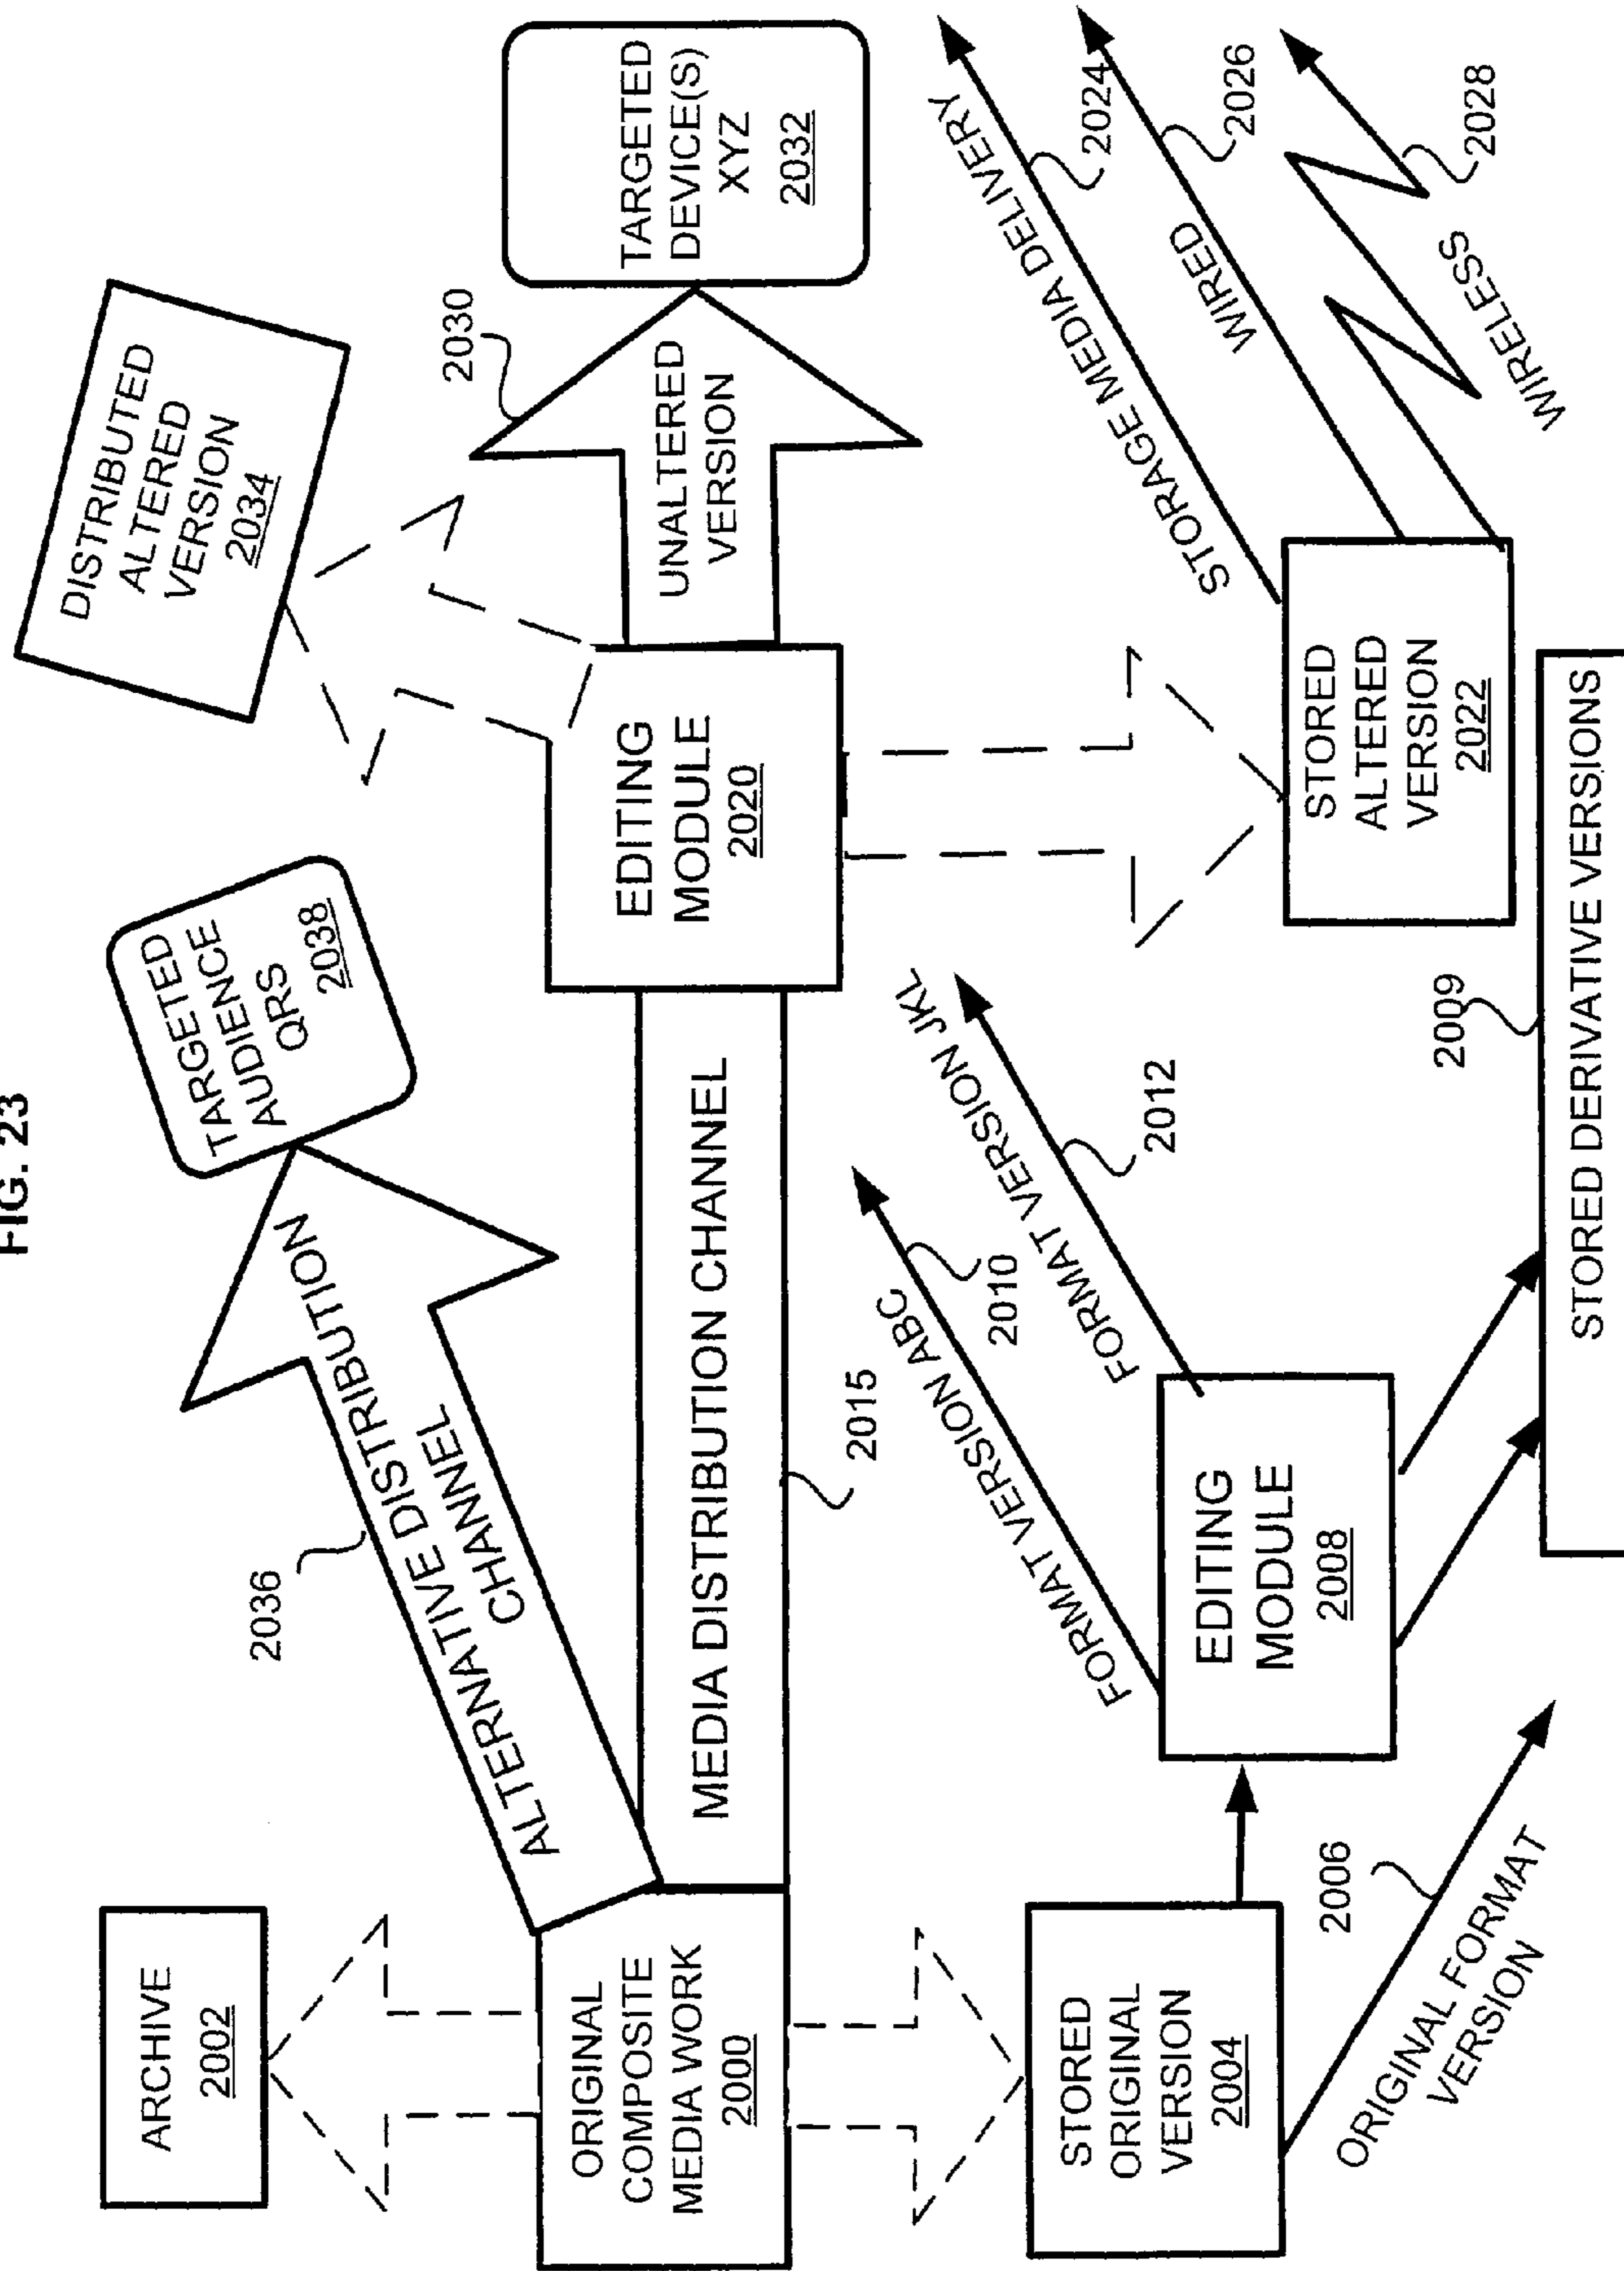 FIG. 23
ARCHIVE
2002
ORIGINAL
COMPOSITE
MEDIA WORK
2000
STORED
ORIGINAL
VERSION
2004
2006
ORIGINAL FORMAT
VERSION
2036
ALTERNATIVE DISTRIBUTION
CHANNEL
TARGETED
AUDIENCE
QRS
2038
MEDIA DISTRIBUTION CHANNEL
2015
EDITING
MODULE
2008
FORMAT VERSION ABC
2010
FORMAT VERSION JKL
2012
2009
STORED DERIVATIVE VERSIONS
EDITING
MODULE
2020
DISTRIBUTED
ALTERED
VERSION
2034
2030
UNALTERED
VERSION
TARGETED
DEVICE(S)
XYZ
2032
STORED
ALTERED
VERSION
2022
STORAGE MEDIA DELIVERY
2024
WIRED
2026
WIRELESS
2028